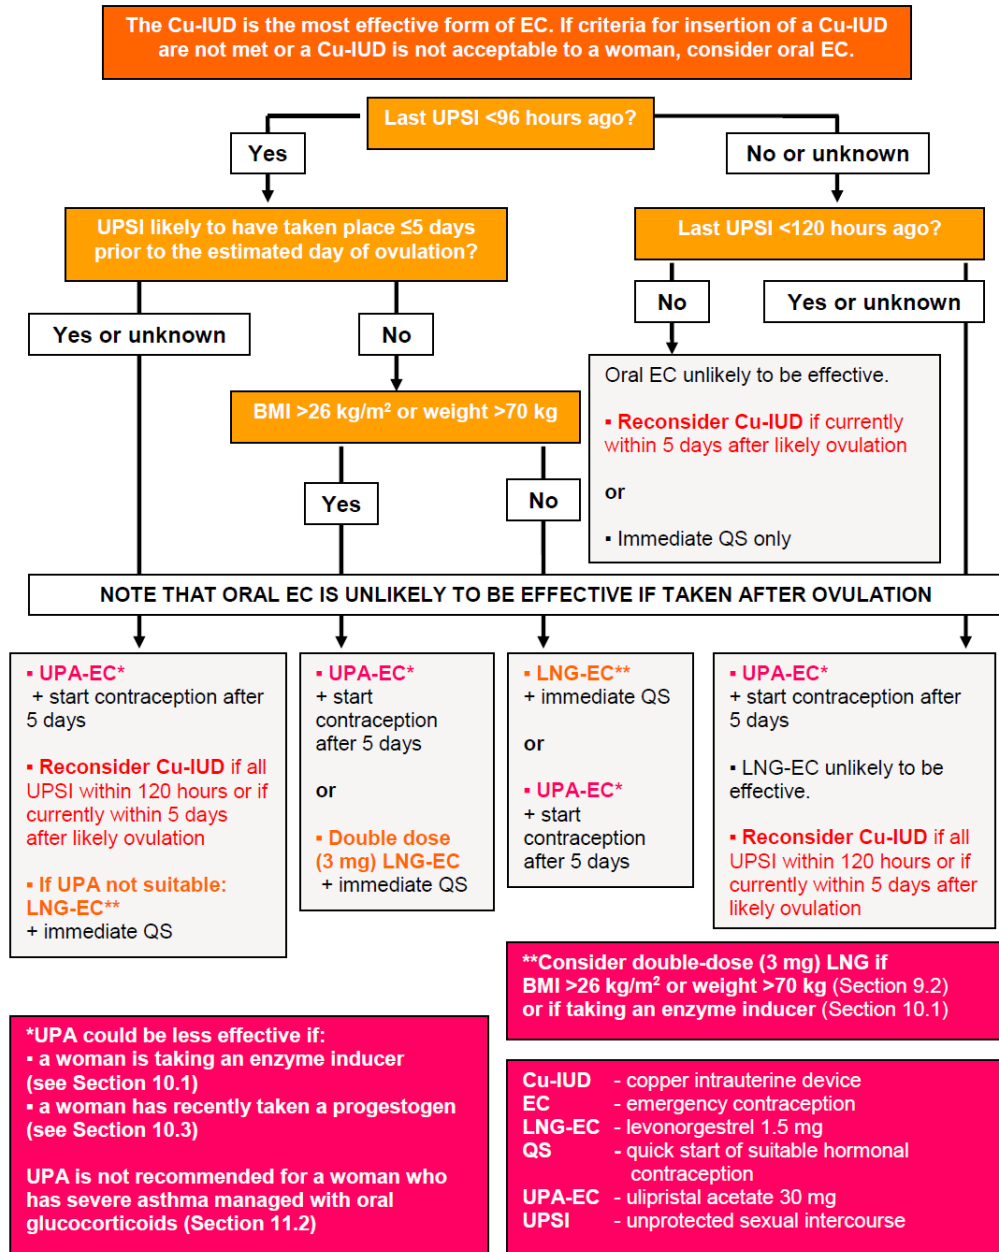 The Cu-IUD is the most effective form of EC. If criteria for insertion of a Cu-IUD
are not met or a Cu-IUD is not acceptable to a woman, consider oral EC.
Last UPSI <96 hours ago?
Yes
No or unknown
UPSI likely to have taken place ≤5 days
prior to the estimated day of ovulation?
Last UPSI <120 hours ago?
Yes or unknown
No
No
Yes or unknown
BMI >26 kg/m² or weight >70 kg
Yes
No
Oral EC unlikely to be effective.
▪ Reconsider Cu-IUD if currently
within 5 days after likely ovulation
or
▪ Immediate QS only
NOTE THAT ORAL EC IS UNLIKELY TO BE EFFECTIVE IF TAKEN AFTER OVULATION
▪ UPA-EC*
+ start contraception after
5 days
▪ Reconsider Cu-IUD if all
UPSI within 120 hours or if
currently within 5 days
after likely ovulation
▪ If UPA not suitable:
LNG-EC**
+ immediate QS
▪ UPA-EC*
+ start
contraception
after 5 days
or
▪ Double dose
(3 mg) LNG-EC
+ immediate QS
▪ LNG-EC**
+ immediate QS
or
▪ UPA-EC*
+ start
contraception
after 5 days
▪ UPA-EC*
+ start contraception after
5 days
▪ LNG-EC unlikely to be
effective.
▪ Reconsider Cu-IUD if all
UPSI within 120 hours or if
currently within 5 days after
likely ovulation
**Consider double-dose (3 mg) LNG if
BMI >26 kg/m² or weight >70 kg (Section 9.2)
or if taking an enzyme inducer (Section 10.1)
*UPA could be less effective if:
▪ a woman is taking an enzyme inducer
(see Section 10.1)
▪ a woman has recently taken a progestogen
(see Section 10.3)
UPA is not recommended for a woman who
has severe asthma managed with oral
glucocorticoids (Section 11.2)
Cu-IUD - copper intrauterine device
EC - emergency contraception
LNG-EC - levonorgestrel 1.5 mg
QS - quick start of suitable hormonal
contraception
UPA-EC - ulipristal acetate 30 mg
UPSI - unprotected sexual intercourse